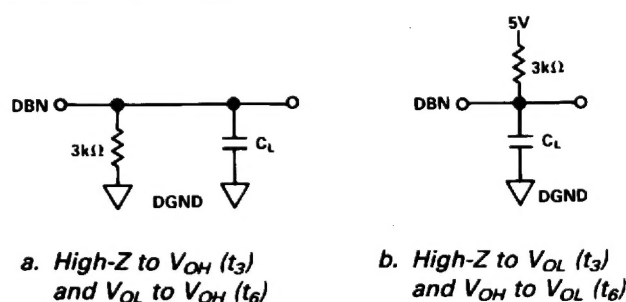 DBN
3kΩ
C_L
DGND
a. High-Z to V_OH (t_3)
and V_OL to V_OH (t_6)
5V
3kΩ
DBN
C_L
DGND
b. High-Z to V_OL (t_3)
and V_OH to V_OL (t_6)